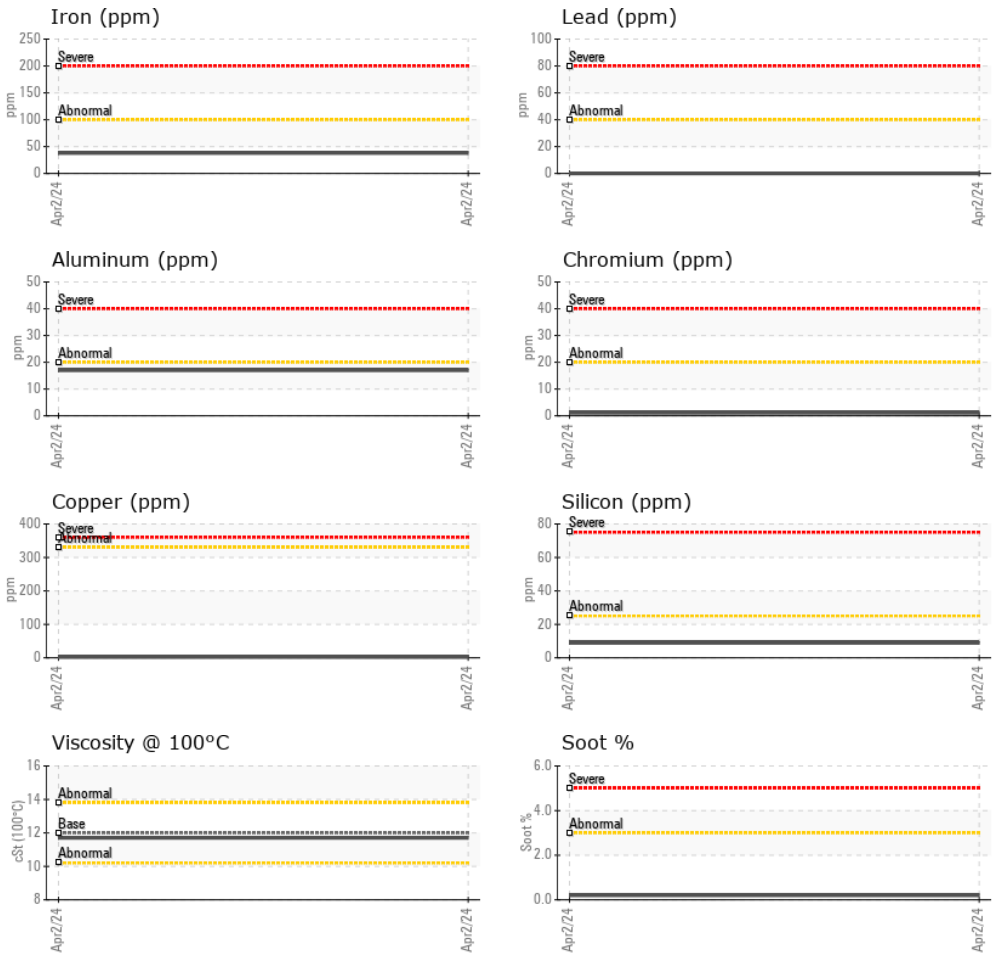 Iron (ppm)
250
200
150
100
50
0
ppm
Severe
Abnormal
Apr2/24
Apr2/24
Lead (ppm)
100
80
60
40
20
0
ppm
Severe
Abnormal
Apr2/24
Apr2/24
Aluminum (ppm)
50
40
30
20
10
0
ppm
Severe
Abnormal
Apr2/24
Apr2/24
Chromium (ppm)
50
40
30
20
10
0
ppm
Severe
Abnormal
Apr2/24
Apr2/24
Copper (ppm)
400
300
200
100
0
ppm
Severe
Abnormal
Apr2/24
Apr2/24
Silicon (ppm)
80
60
40
20
0
ppm
Severe
Abnormal
Apr2/24
Apr2/24
Viscosity @ 100°C
16
14
12
10
8
cSt (100°C)
Abnormal
Base
Abnormal
Apr2/24
Apr2/24
Soot %
6.0
4.0
2.0
0.0
Soot %
Severe
Abnormal
Apr2/24
Apr2/24